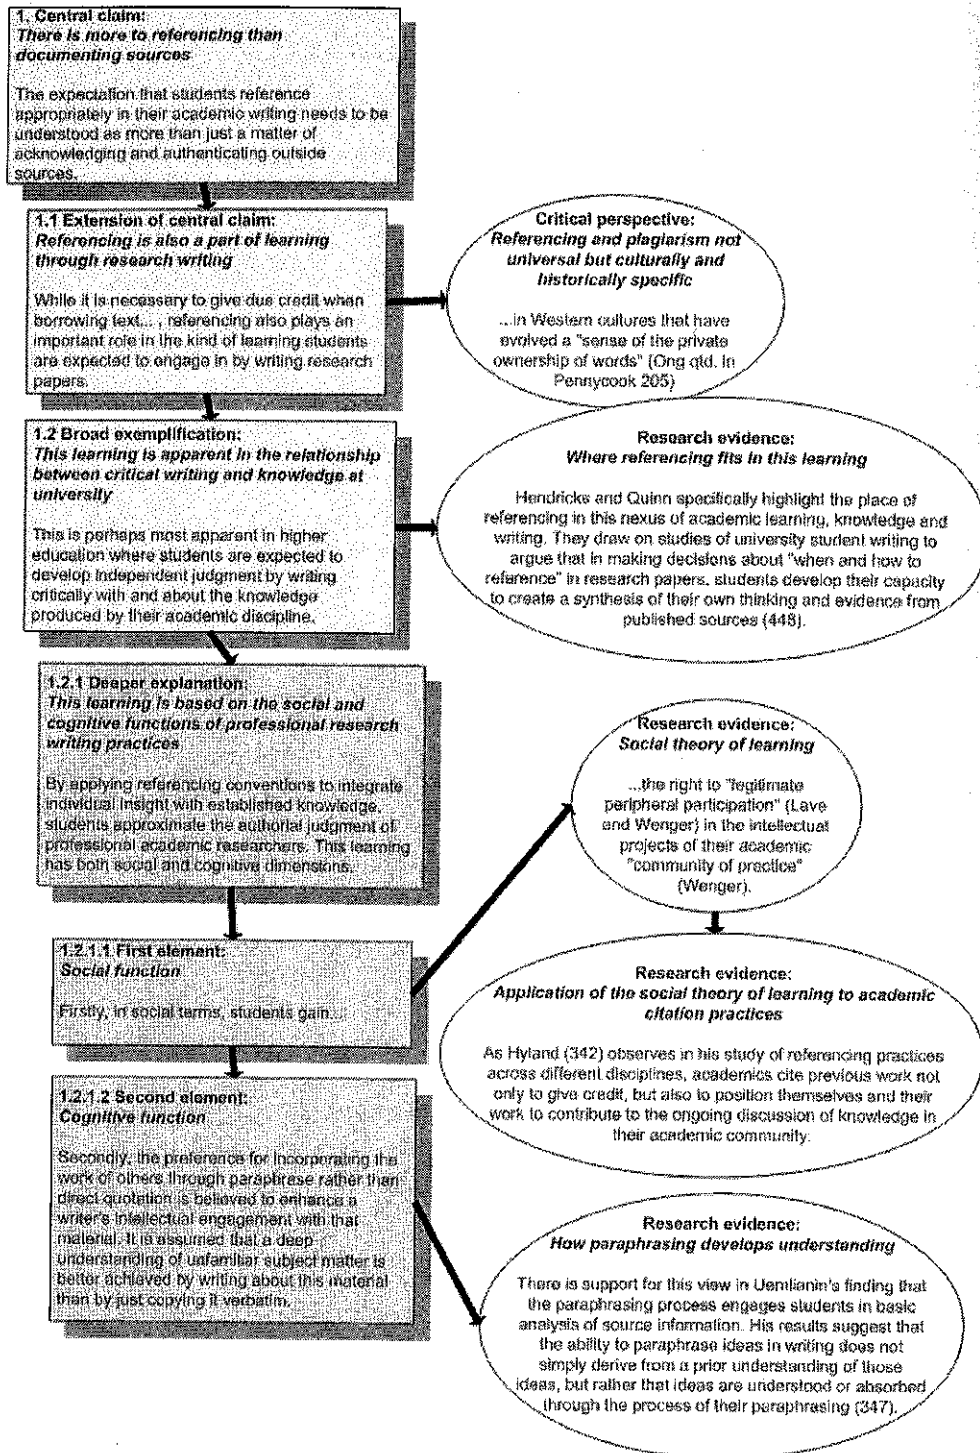 1. Central claim:
There is more to referencing than
documenting sources
The expectation that students reference
appropriately in their academic writing needs to be
understood as more than just a matter of
acknowledging and authenticating outside
sources.
1.1 Extension of central claim:
Referencing is also a part of learning
through research writing
While it is necessary to give due credit when
borrowing text... , referencing also plays an
important role in the kind of learning students
are expected to engage in by writing research
papers.
Critical perspective:
Referencing and plagiarism not
universal but culturally and
historically specific
...in Western cultures that have
evolved a "sense of the private
ownership of words" (Ong qtd. in
Pennycook 205)
1.2 Broad exemplification:
This learning is apparent in the relationship
between critical writing and knowledge at
university
This is perhaps most apparent in higher
education where students are expected to
develop independent judgment by writing
critically with and about the knowledge
produced by their academic discipline.
Research evidence:
Where referencing fits in this learning
Hendricks and Quinn specifically highlight the place of
referencing in this nexus of academic learning, knowledge and
writing. They draw on studies of university student writing to
argue that in making decisions about "when and how to
reference" in research papers, students develop their capacity
to create a synthesis of their own thinking and evidence from
published sources (448).
1.2.1 Deeper explanation:
This learning is based on the social and
cognitive functions of professional research
writing practices
By applying referencing conventions to integrate
individual insight with established knowledge,
students approximate the authorial judgment of
professional academic researchers. This learning
has both social and cognitive dimensions.
Research evidence:
Social theory of learning
...the right to "legitimate
peripheral participation" (Lave
and Wenger) in the intellectual
projects of their academic
"community of practice"
(Wenger).
1.2.1.1 First element:
Social function
Firstly, in social terms, students gain...
Research evidence:
Application of the social theory of learning to academic
citation practices
As Hyland (342) observes in his study of referencing practices
across different disciplines, academics cite previous work not
only to give credit, but also to position themselves and their
work to contribute to the ongoing discussion of knowledge in
their academic community.
1.2.1.2 Second element:
Cognitive function
Secondly, the preference for incorporating the
work of others through paraphrase rather than
direct quotation is believed to enhance a
writer's intellectual engagement with that
material. It is assumed that a deep
understanding of unfamiliar subject matter is
better achieved by writing about this material
than by just copying it verbatim.
Research evidence:
How paraphrasing develops understanding
There is support for this view in Uemlianin's finding that
the paraphrasing process engages students in basic
analysis of source information. His results suggest that
the ability to paraphrase ideas in writing does not
simply derive from a prior understanding of those
ideas, but rather that ideas are understood or absorbed
through the process of their paraphrasing (347).